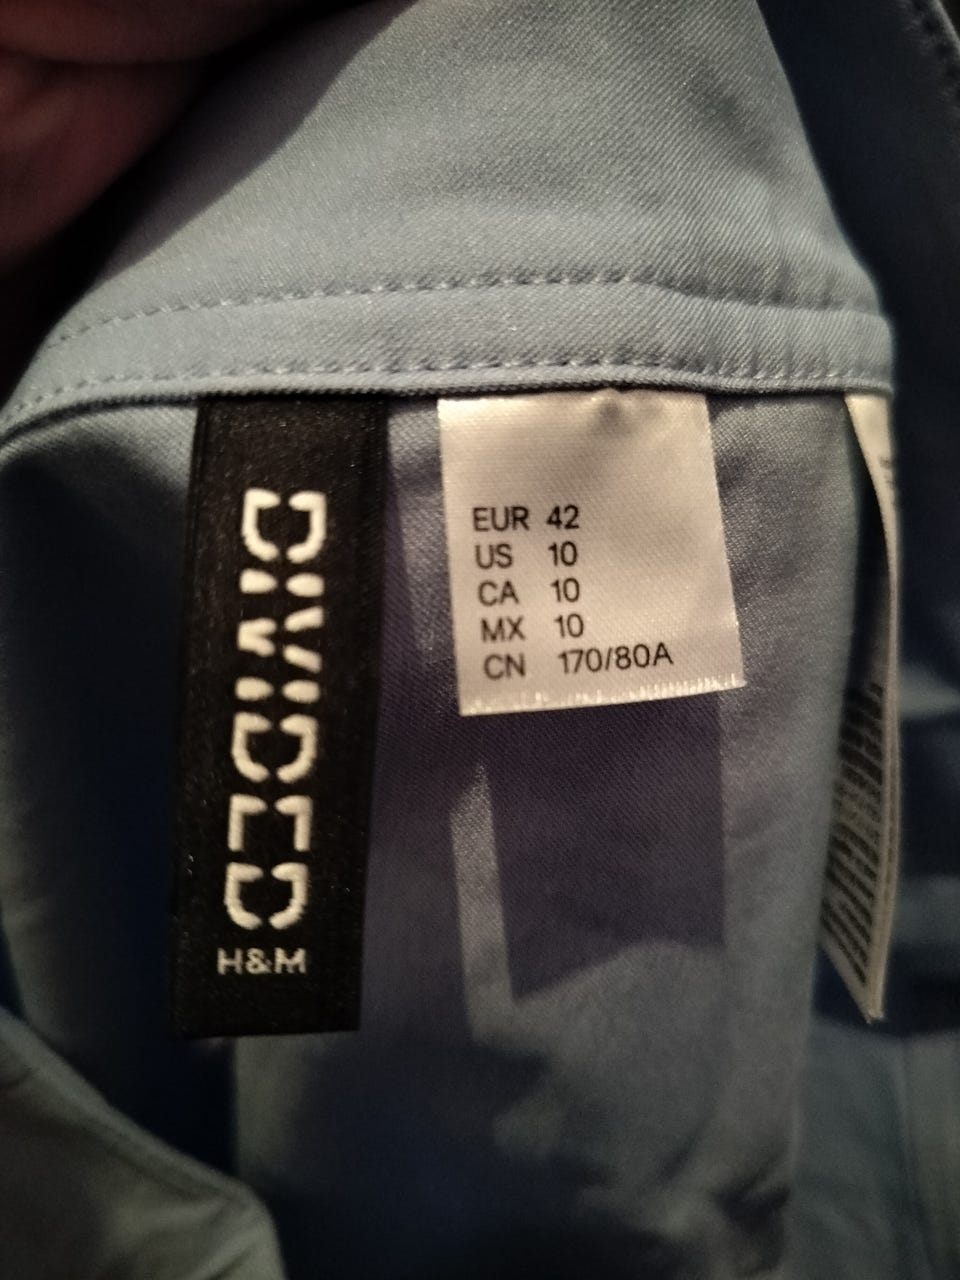 DIVIDED
H&M
EUR 42
US 10
CA 10
MX 10
CN 170/80A